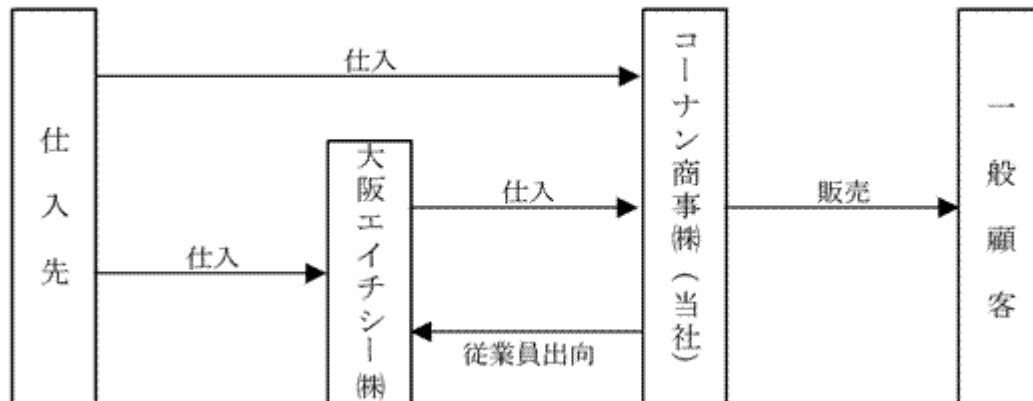 仕入先
仕入
仕入
大阪エイチシー㈱
仕入
従業員出向
コーナン商事㈱(当社)
販売
一般顧客